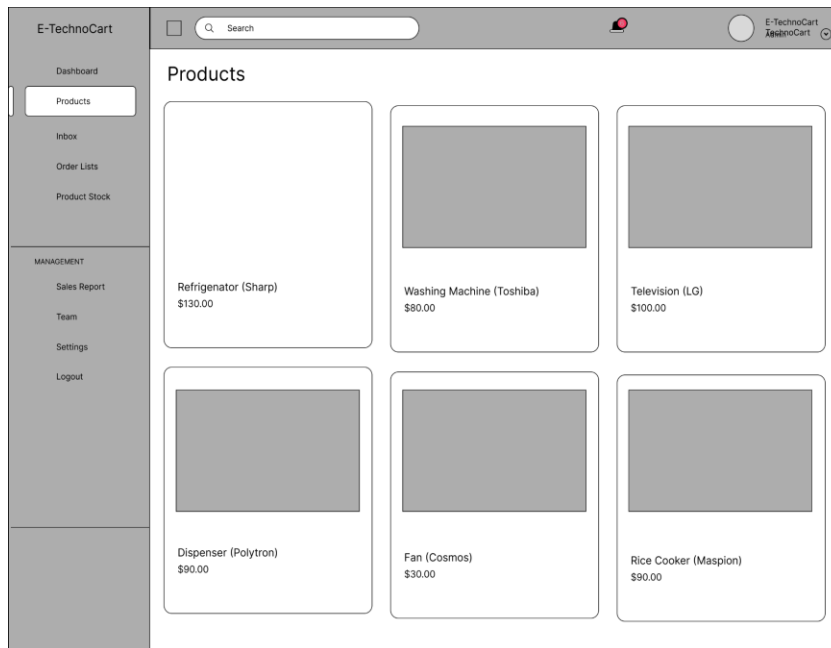 E-TechnoCart
Search
E-TechnoCart
TechnoCart
Dashboard
Products
Inbox
Order Lists
Product Stock
MANAGEMENT
Sales Report
Team
Settings
Logout
Products
Refrigenator (Sharp)
$130.00
Washing Machine (Toshiba)
$80.00
Television (LG)
$100.00
Dispenser (Polytron)
$90.00
Fan (Cosmos)
$30.00
Rice Cooker (Maspion)
$90.00